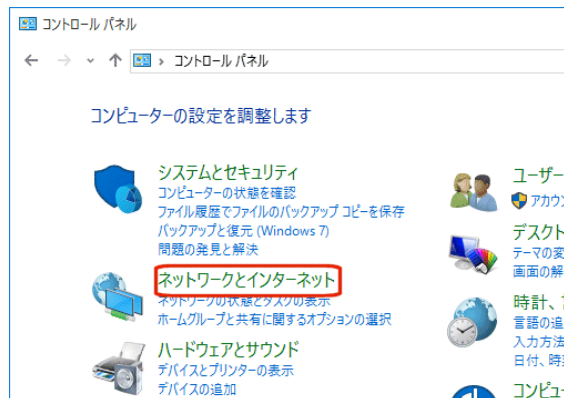 コントロール パネル
コントロール パネル
コンピューターの設定を調整します
システムとセキュリティ
コンピューターの状態を確認
ファイル履歴でファイルのバックアップ コピーを保存
バックアップと復元 (Windows 7)
問題の発見と解決
ネットワークとインターネット
ネットワークの状態とタスクの表示
ホームグループと共有に関するオプションの選択
ハードウェアとサウンド
デバイスとプリンターの表示
デバイスの追加
ユーザー
アカウン
デスクト
テーマの変
画面の解
時計、
言語の追
入力方法
日付、時
コンピュ